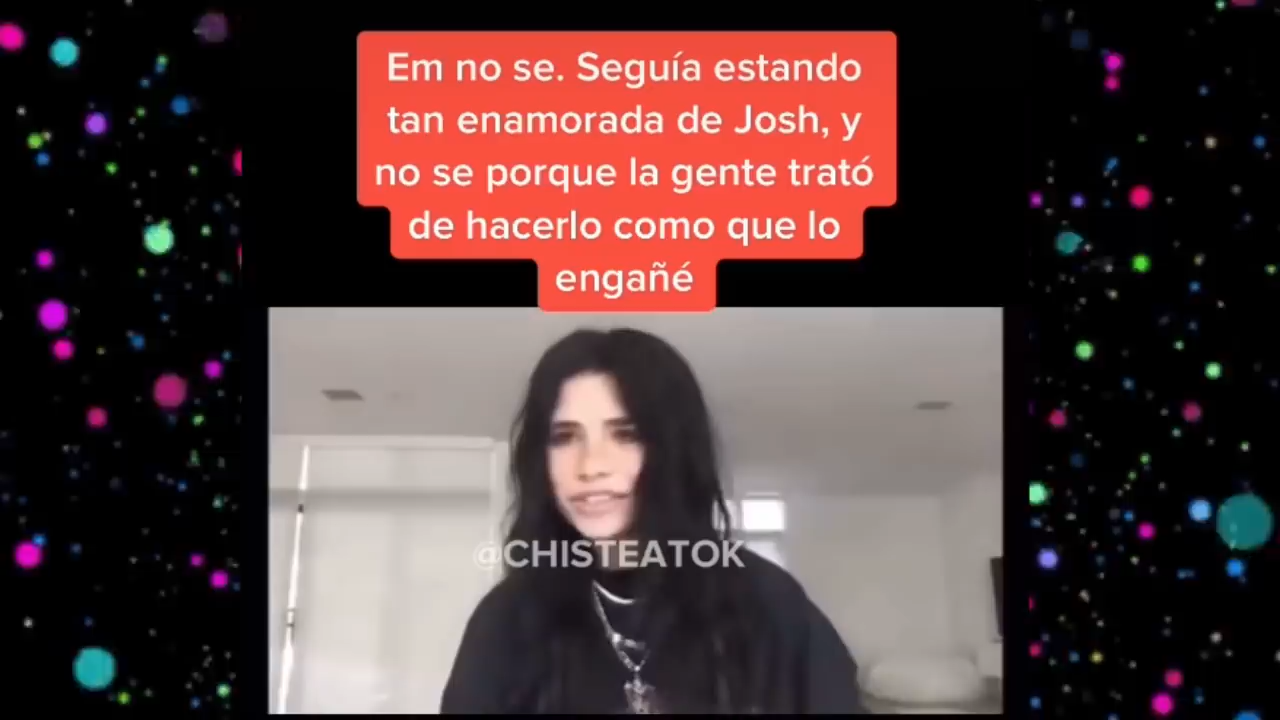 Em no se. Seguía estando
tan enamorada de Josh, y
no se porque la gente trató
de hacerlo como que lo
engañé
@CHISTEATOK